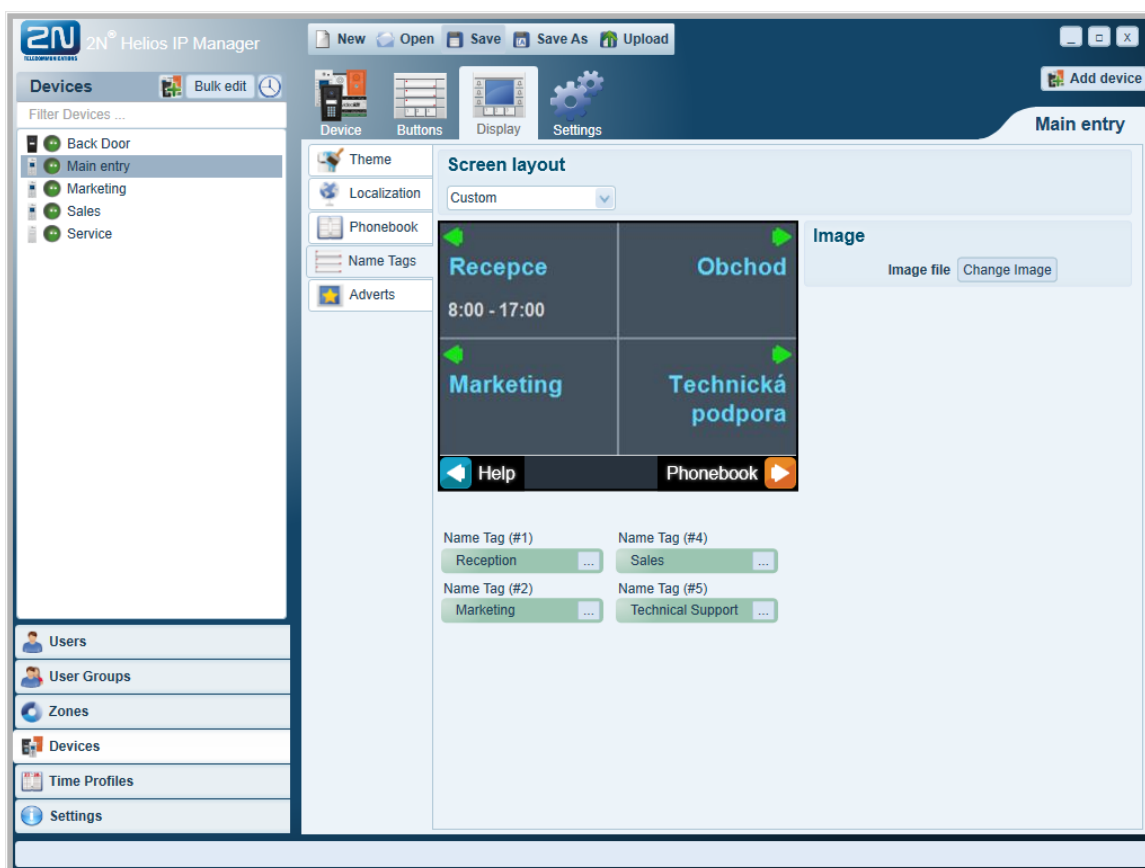 2N TELECOMMUNICATIONS
2N® Helios IP Manager
New Open Save Save As Upload
_ □ X
Devices Bulk edit
Filter Devices ...
Back Door
Main entry
Marketing
Sales
Service
Users
User Groups
Zones
Devices
Time Profiles
Settings
Device Buttons Display Settings
Add device
Main entry
Theme
Localization
Phonebook
Name Tags
Adverts
Screen layout
Custom
Recepce Obchod
8:00 - 17:00
Marketing Technická
podpora
Help Phonebook
Image
Image file Change Image
Name Tag (#1) Name Tag (#4)
Reception ... Sales ...
Name Tag (#2) Name Tag (#5)
Marketing ... Technical Support ...